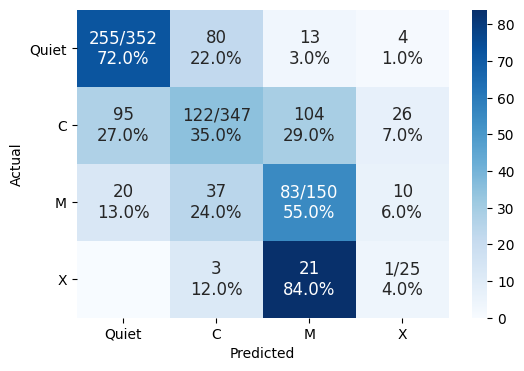 255/352 80 13 4
72.0% 22.0% 3.0% 1.0%
Quiet
95 122/347 104 26
27.0% 35.0% 29.0% 7.0%
C
20 37 83/150 10
13.0% 24.0% 55.0% 6.0%
M
3 21 1/25
12.0% 84.0% 4.0%
X
Quiet C M X
Predicted
Actual
80
70
60
50
40
30
20
10
0